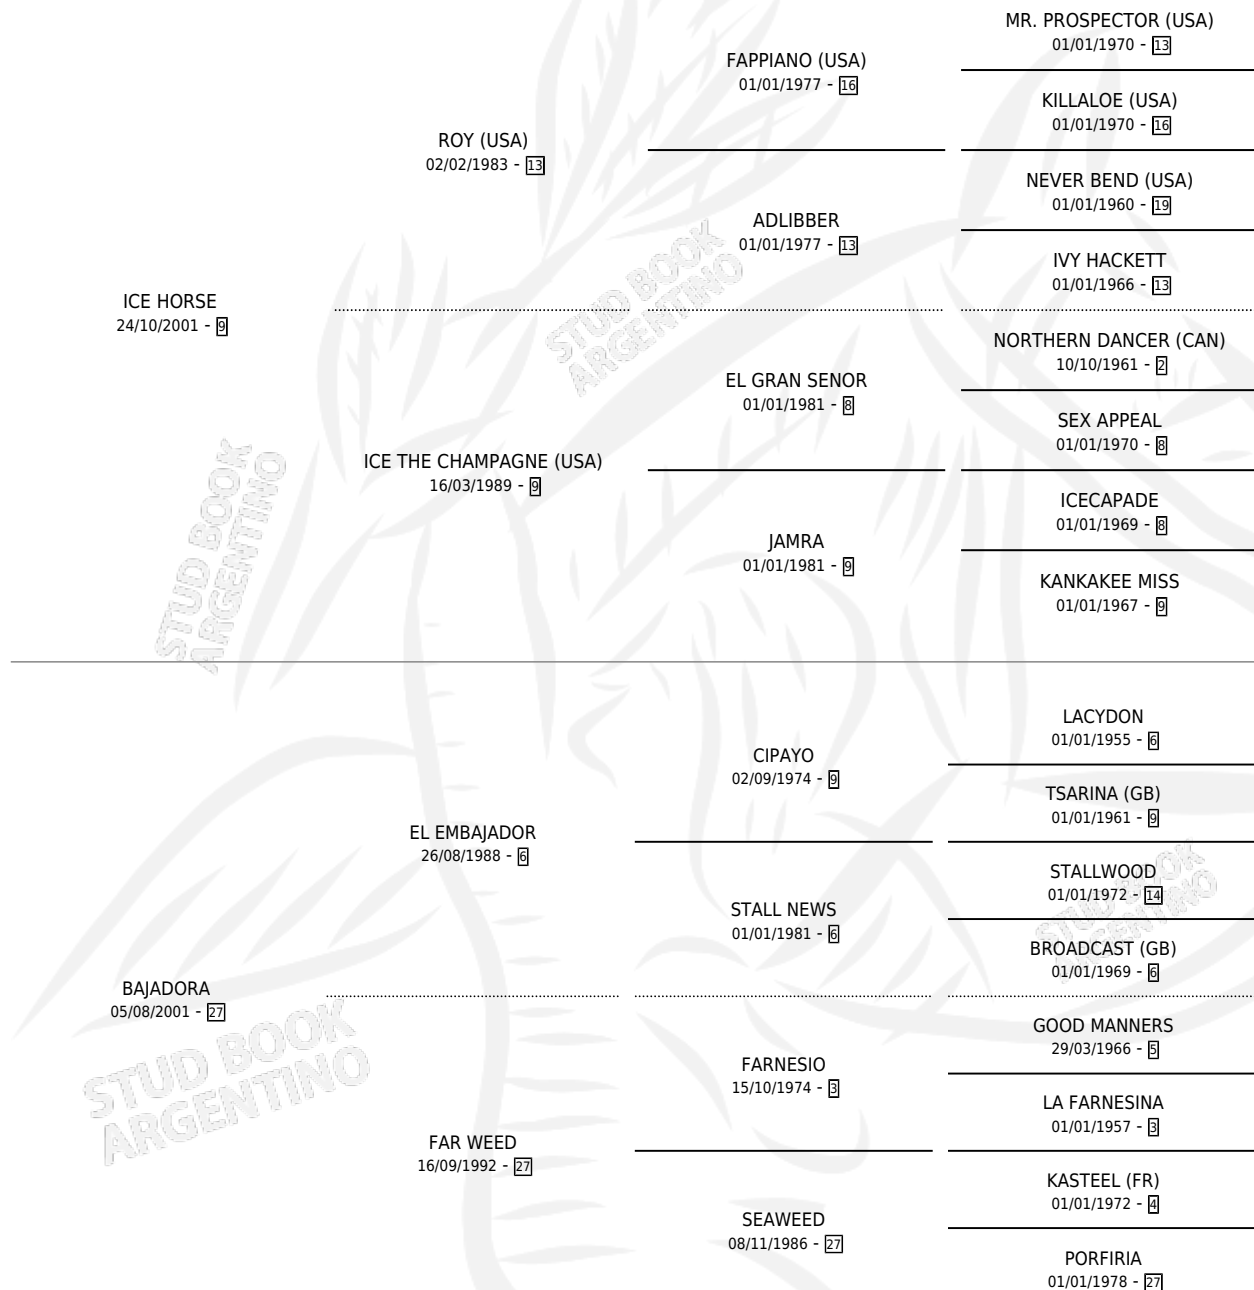 MR. PROSPECTOR (USA)
01/01/1970 - 13
FAPPIANO (USA)
01/01/1977 - 16
KILLALOE (USA)
01/01/1970 - 16
ROY (USA)
02/02/1983 - 13
NEVER BEND (USA)
01/01/1960 - 19
ADLIBBER
01/01/1977 - 13
IVY HACKETT
01/01/1966 - 13
ICE HORSE
24/10/2001 - 9
NORTHERN DANCER (CAN)
10/10/1961 - 2
EL GRAN SENOR
01/01/1981 - 8
SEX APPEAL
01/01/1970 - 8
ICE THE CHAMPAGNE (USA)
16/03/1989 - 9
ICECAPADE
01/01/1969 - 8
JAMRA
01/01/1981 - 9
KANKAKEE MISS
01/01/1967 - 9
LACYDON
01/01/1955 - 6
CIPAYO
02/09/1974 - 9
TSARINA (GB)
01/01/1961 - 9
EL EMBAJADOR
26/08/1988 - 6
STALLWOOD
01/01/1972 - 14
STALL NEWS
01/01/1981 - 6
BROADCAST (GB)
01/01/1969 - 6
BAJADORA
05/08/2001 - 27
GOOD MANNERS
29/03/1966 - 5
FARNESIO
15/10/1974 - 3
LA FARNESINA
01/01/1957 - 3
FAR WEED
16/09/1992 - 27
KASTEEL (FR)
01/01/1972 - 4
SEAWEED
08/11/1986 - 27
PORFIRIA
01/01/1978 - 27
STUD BOOK
ARGENTINO
STUD BOOK
ARGENTINO
STUD BOOK
ARGENTINO
STUD BOOK
ARGENTINO